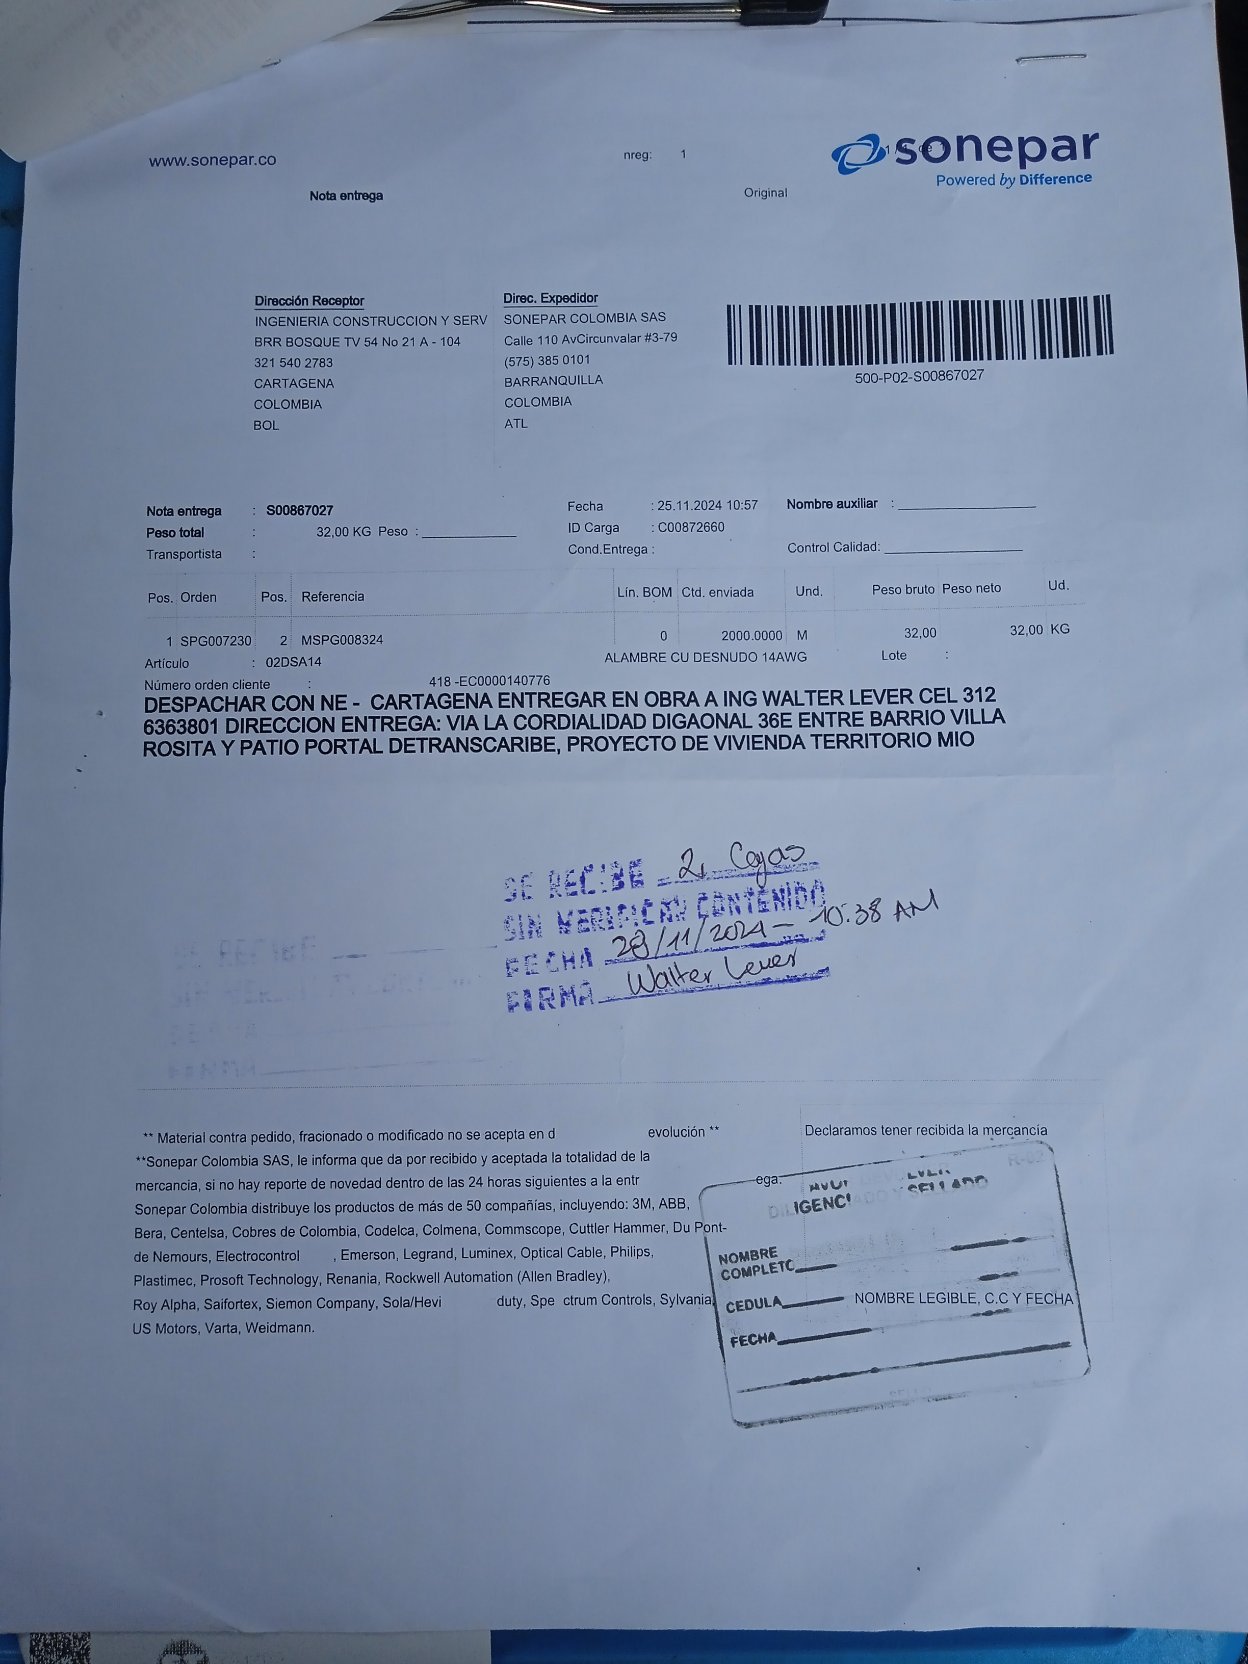 www.sonepar.co
nreg: 1
sonepar
Powered by Difference
Nota entrega
Original
Dirección Receptor
INGENIERIA CONSTRUCCION Y SERV
BRR BOSQUE TV 54 No 21 A - 104
321 540 2783
CARTAGENA
COLOMBIA
BOL
Direc. Expedidor
SONEPAR COLOMBIA SAS
Calle 110 AvCircunvalar #3-79
(575) 385 0101
BARRANQUILLA
COLOMBIA
ATL
500-P02-S00867027
Nota entrega : S00867027
Peso total : 32,00 KG Peso :
Transportista :
Fecha : 25.11.2024 10:57
ID Carga : C00872660
Cond.Entrega :
Nombre auxiliar :
Control Calidad:
Pos. Orden Pos. Referencia Lín. BOM Ctd. enviada Und. Peso bruto Peso neto Ud.
1 SPG007230 2 MSPG008324 0 2000.0000 M 32,00 32,00 KG
Artículo : 02DSA14 ALAMBRE CU DESNUDO 14AWG Lote :
Número orden cliente : 418 -EC0000140776
DESPACHAR CON NE - CARTAGENA ENTREGAR EN OBRA A ING WALTER LEVER CEL 312
6363801 DIRECCION ENTREGA: VIA LA CORDIALIDAD DIGAONAL 36E ENTRE BARRIO VILLA
ROSITA Y PATIO PORTAL DETRANSCARIBE, PROYECTO DE VIVIENDA TERRITORIO MIO
SE RECIBE 2 Cajas
SIN VERIFICAR CONTENIDO
FECHA 28/11/2024 - 10:38 AM
FIRMA Walter Lever
SE RECIBE
** Material contra pedido, fraccionado o modificado no se acepta en d evolución **
**Sonepar Colombia SAS, le informa que da por recibido y aceptada la totalidad de la
mercancia, si no hay reporte de novedad dentro de las 24 horas siguientes a la entr ega.
Sonepar Colombia distribuye los productos de más de 50 compañías, incluyendo: 3M, ABB,
Bera, Centelsa, Cobres de Colombia, Codelca, Colmena, Commscope, Cuttler Hammer, Du Pont-
de Nemours, Electrocontrol , Emerson, Legrand, Luminex, Optical Cable, Philips,
Plastimec, Prosoft Technology, Renania, Rockwell Automation (Allen Bradley),
Roy Alpha, Saifortex, Siemon Company, Sola/Hevi duty, Spe ctrum Controls, Sylvania,
US Motors, Varta, Weidmann.
Declaramos tener recibida la mercancía
SELLADO
NOMBRE
COMPLETO
CEDULA
NOMBRE LEGIBLE, C.C Y FECHA
FECHA